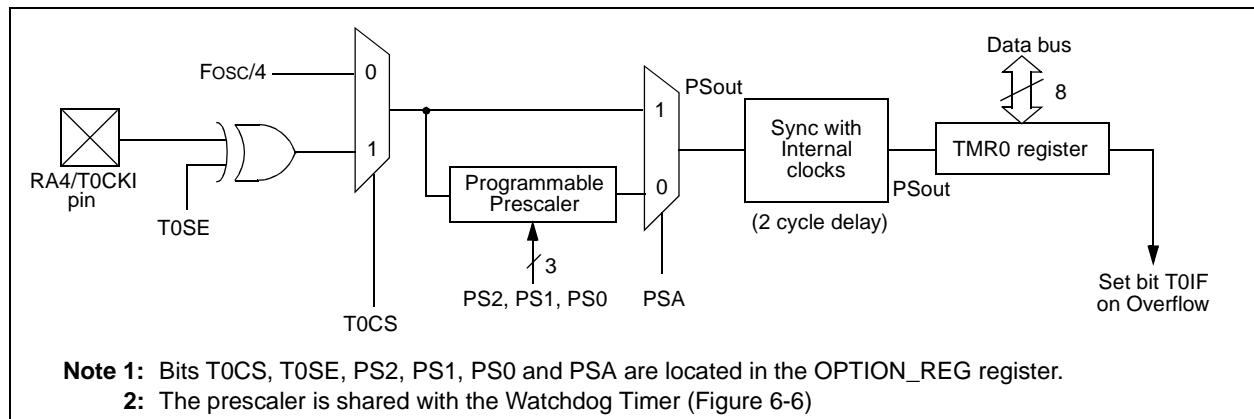 Data bus
8
FOSC/4
0
1
RA4/T0CKI
pin
T0SE
T0CS
Programmable
Prescaler
3
PS2, PS1, PS0
1
0
PSA
PSout
Sync with
Internal
clocks
(2 cycle delay)
PSout
TMR0 register
Set bit T0IF
on Overflow
Note 1: Bits T0CS, T0SE, PS2, PS1, PS0 and PSA are located in the OPTION_REG register.
2: The prescaler is shared with the Watchdog Timer (Figure 6-6)